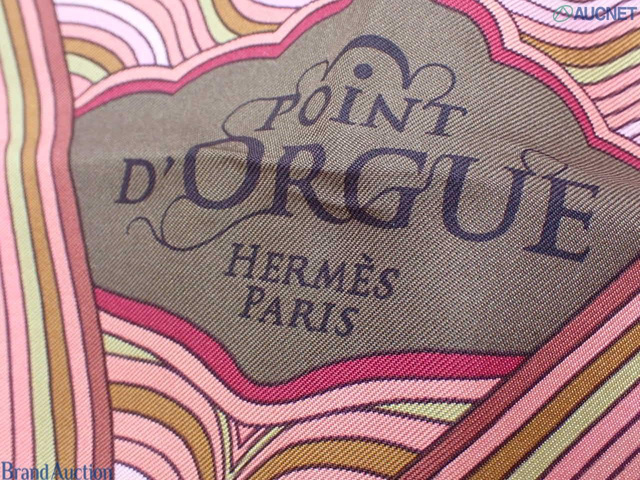 AUCNET
POINT
D'ORGUE
HERMÈS
PARIS
Brand Auction